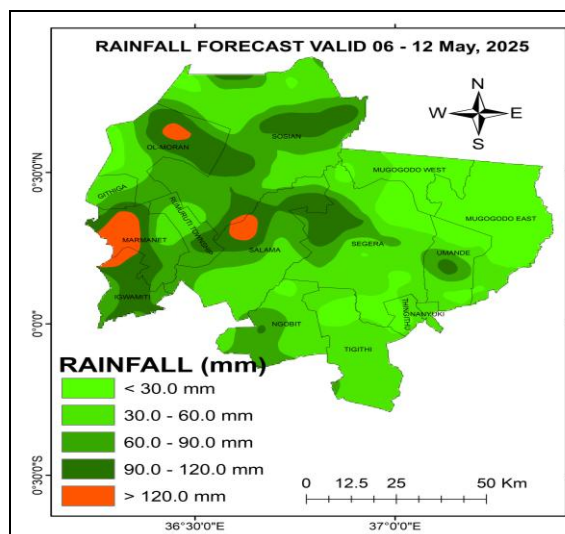 RAINFALL FORECAST VALID 06 - 12 May, 2025
N
W E
S
OL-MORAN
SOSIAN
0°30'0"N
MUGOGODO WEST
GITHIGA
RUMURUTI TOWNSHIP
MUGOGODO EAST
MARMANET
SALAMA
SEGERA
UMANDE
IGWAMITI
THINGITHU
NANYUKI
0°0'0"
NGOBIT
TIGITHI
RAINFALL (mm)
< 30.0 mm
30.0 - 60.0 mm
60.0 - 90.0 mm
90.0 - 120.0 mm
> 120.0 mm
0 12.5 25 50 Km
0°30'0"S
36°30'0"E 37°0'0"E